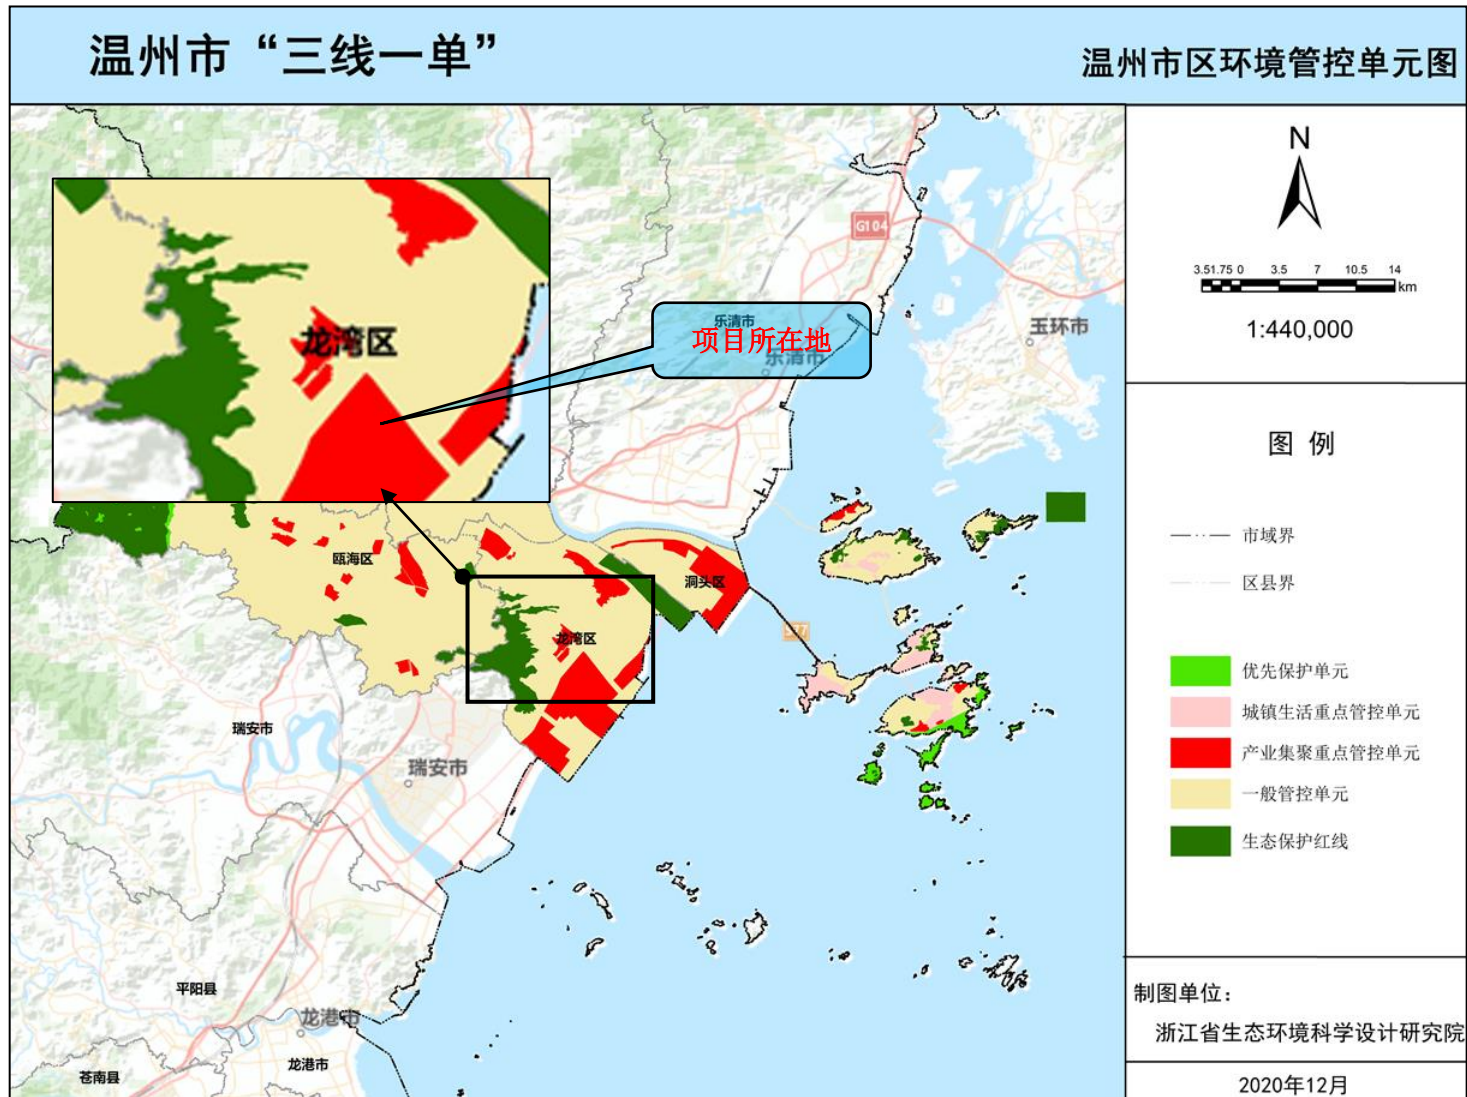 温州市“三线一单”
温州市区环境管控单元图
N
3.51.75 0 3.5 7 10.5 14
km
1:440,000
图 例
市域界
区县界
优先保护单元
城镇生活重点管控单元
产业集聚重点管控单元
一般管控单元
生态保护红线
制图单位：
浙江省生态环境科学设计研究院
2020年12月
G104
乐清市
项目所在地
乐清市
玉环市
龙湾区
瓯海区
洞头区
S77
龙湾区
瑞安市
瑞安市
平阳县
龙港市
龙港市
苍南县